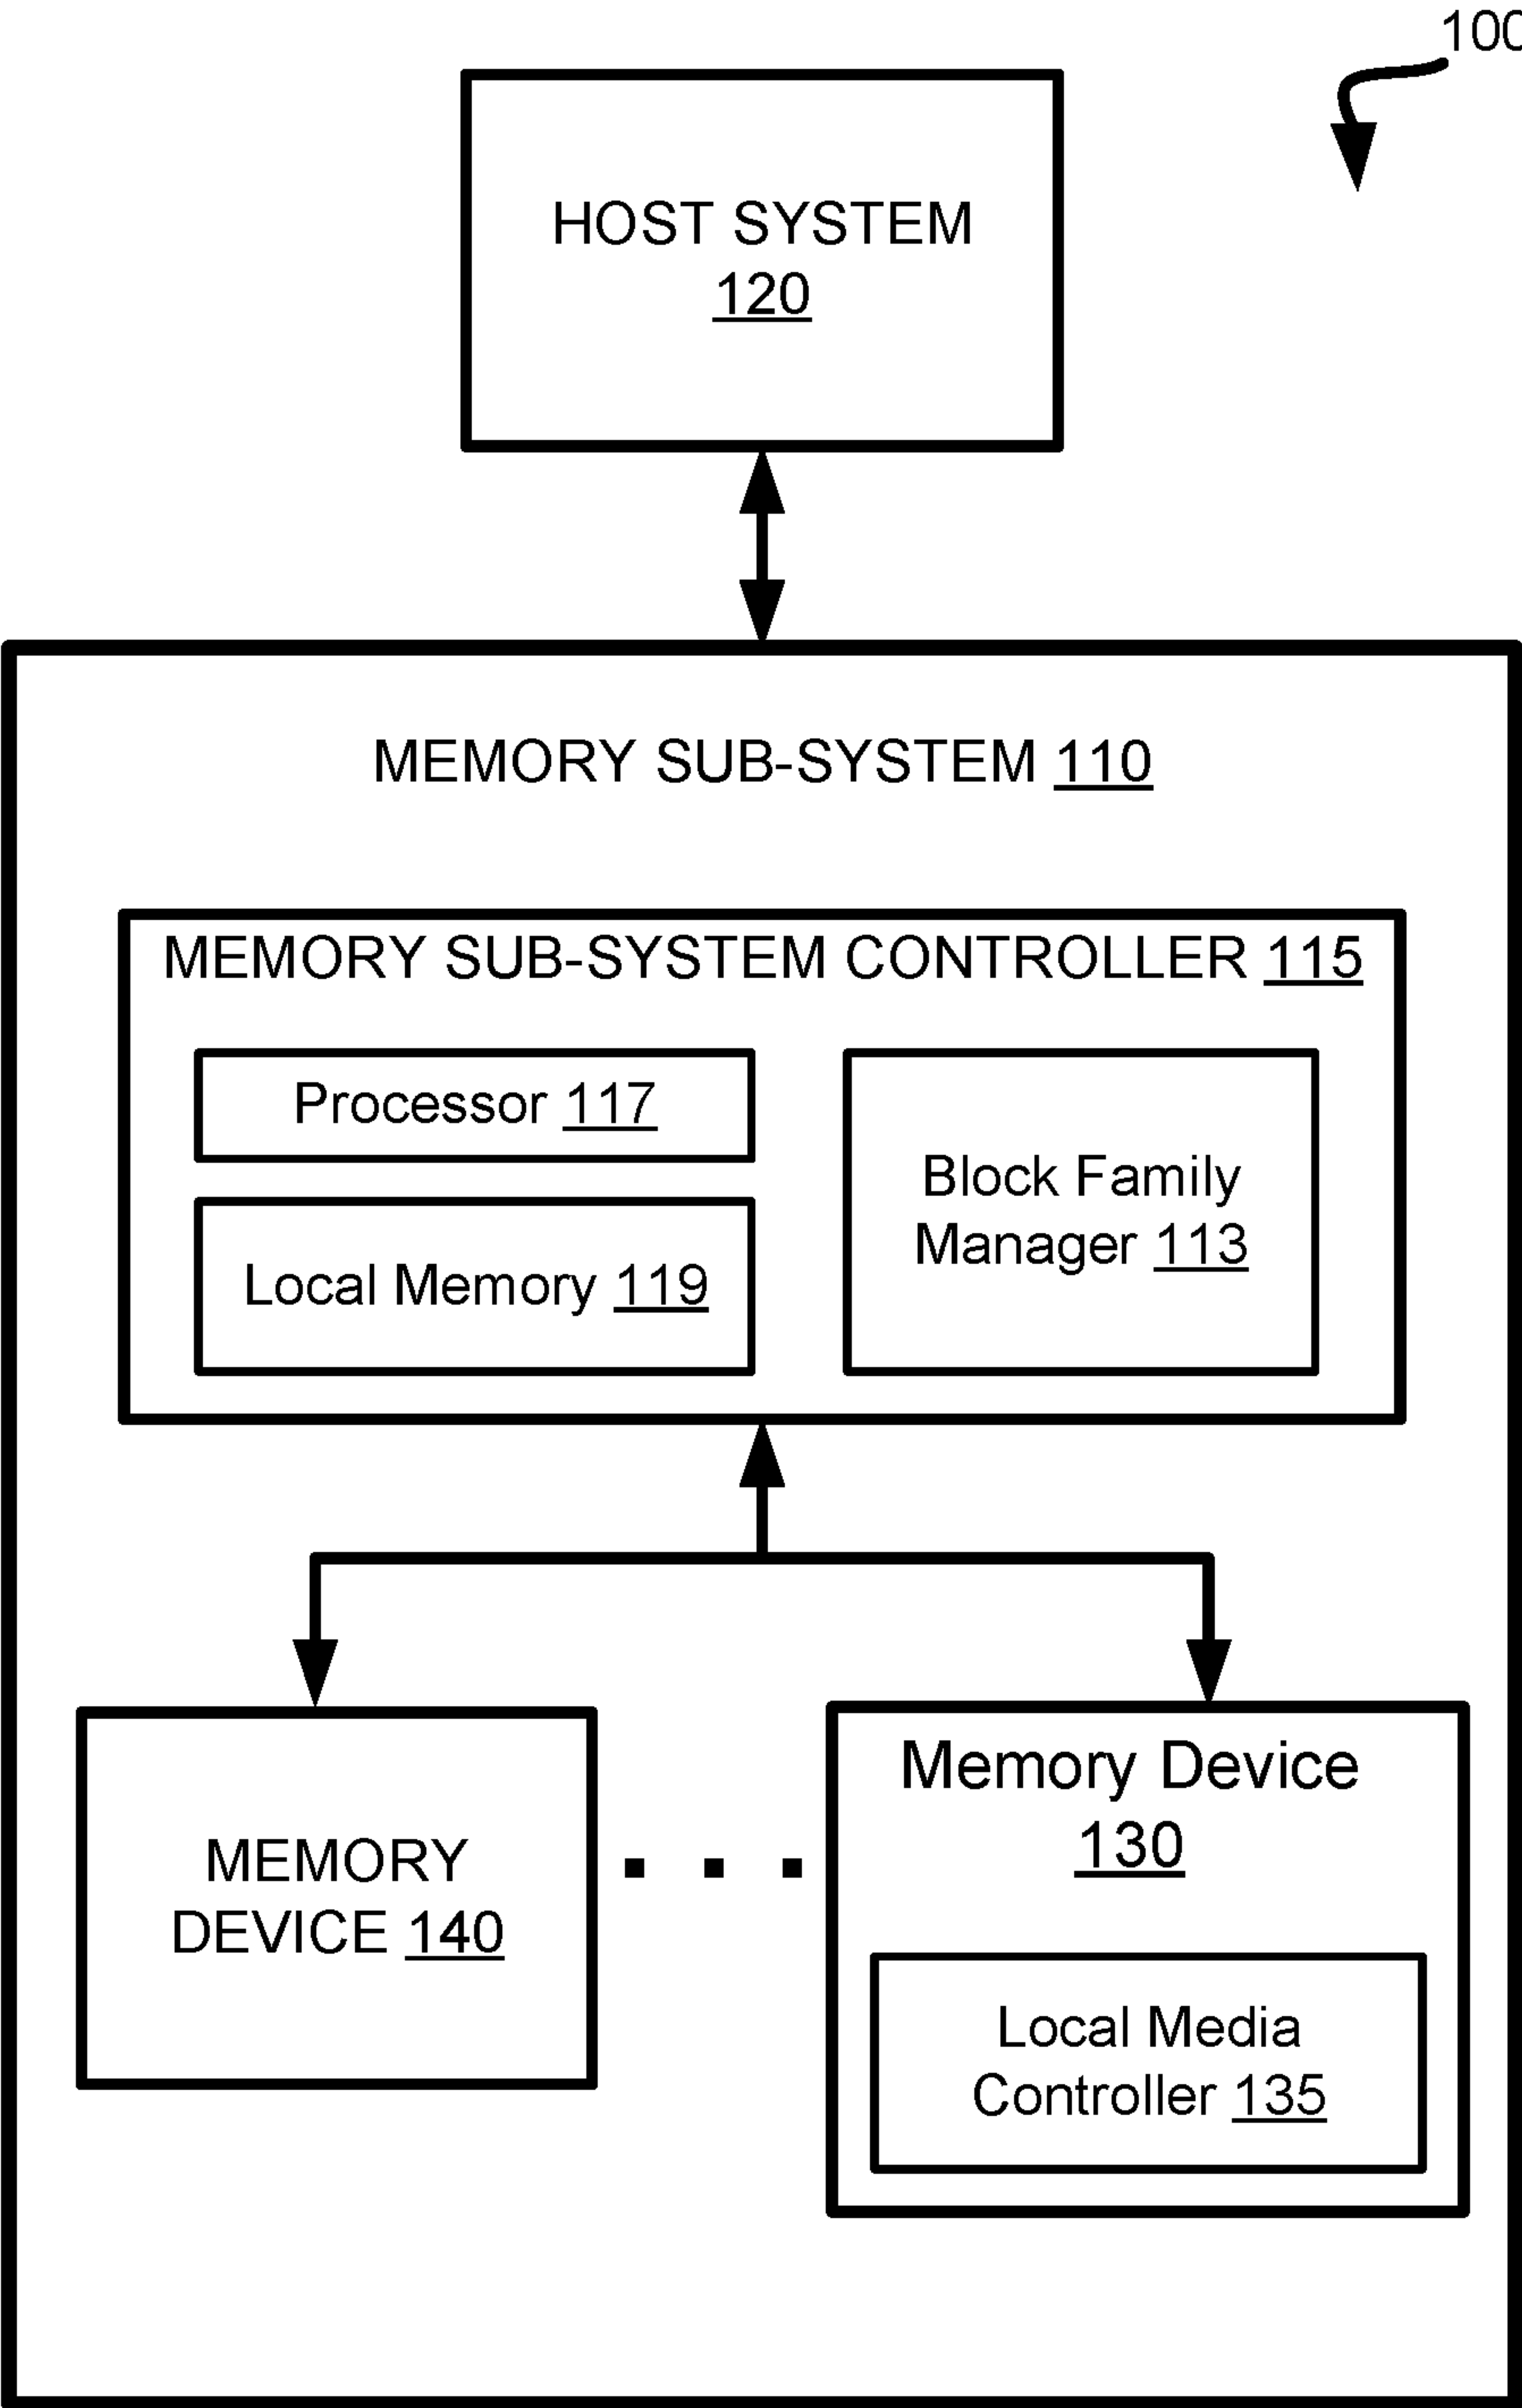 100
HOST SYSTEM
120
MEMORY SUB-SYSTEM 110
MEMORY SUB-SYSTEM CONTROLLER 115
Processor 117
Local Memory 119
Block Family
Manager 113
MEMORY
DEVICE 140
Memory Device
130
Local Media
Controller 135